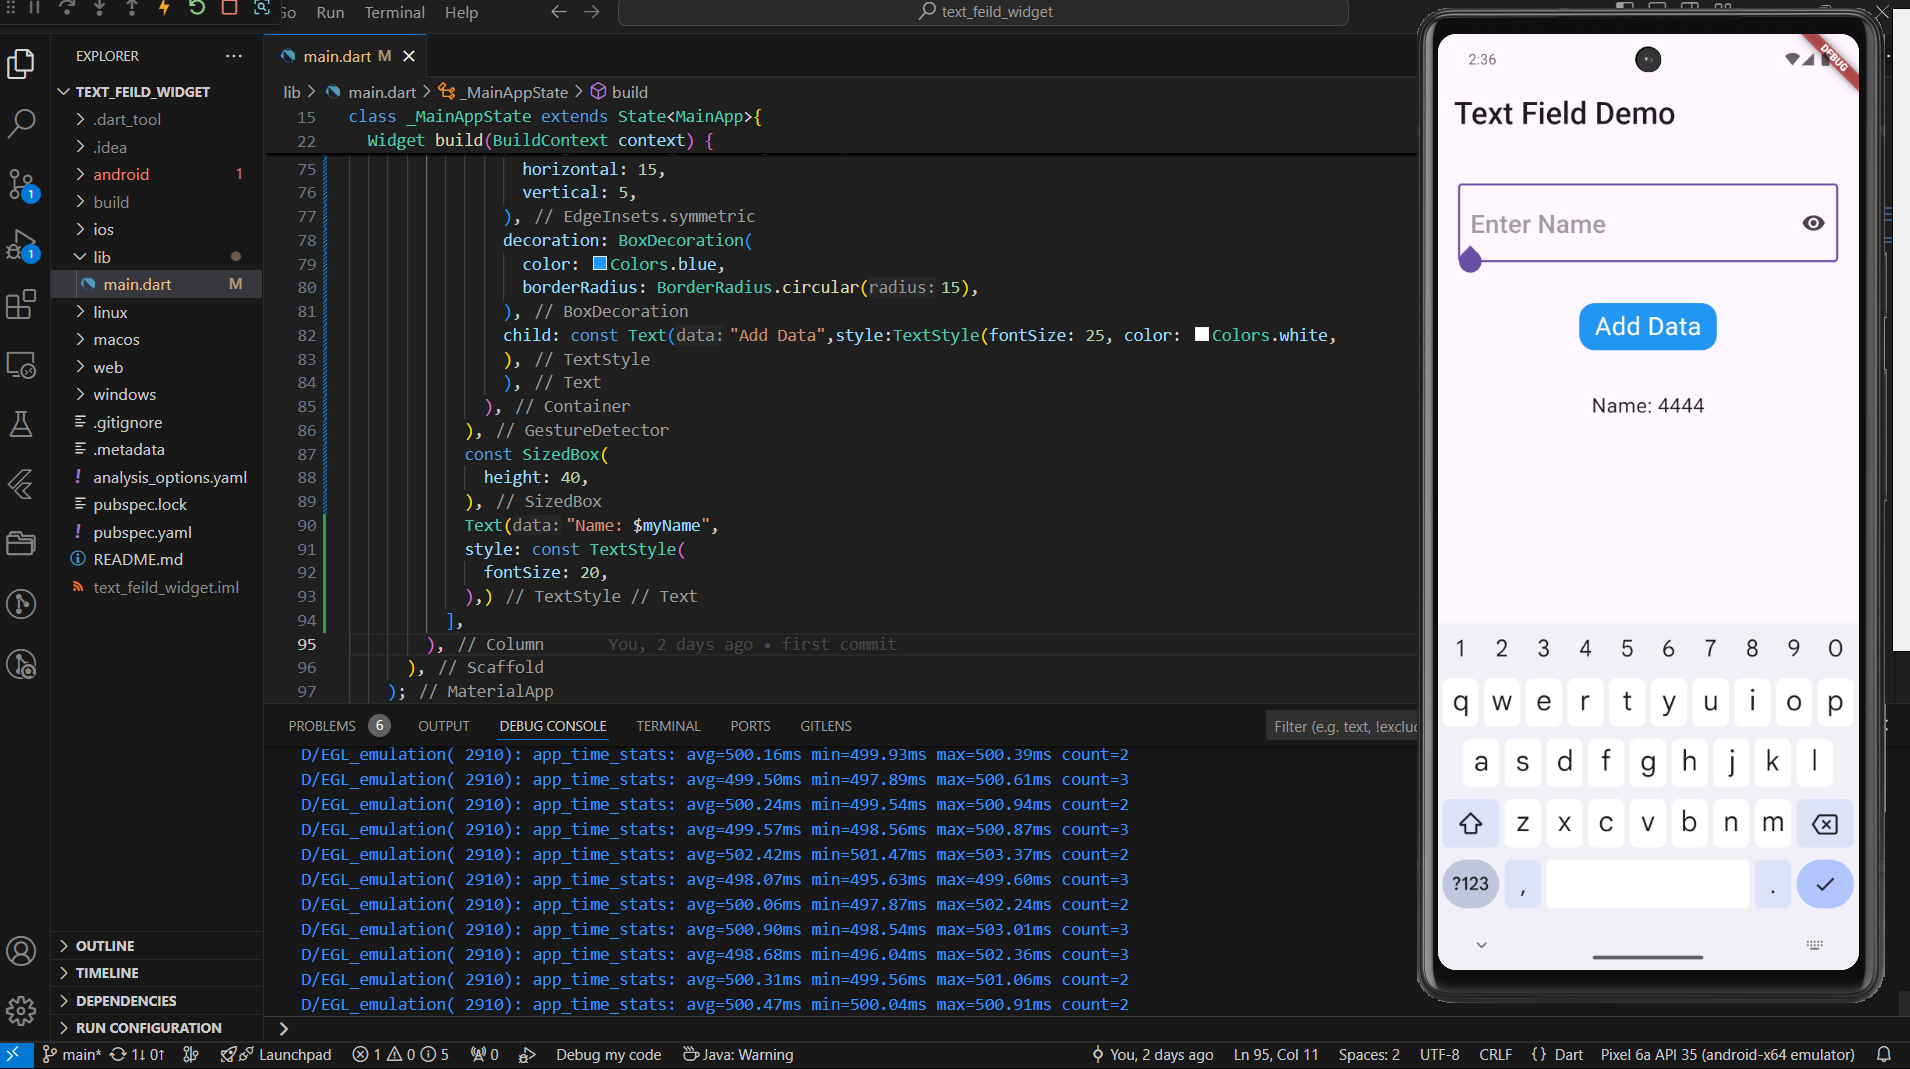 Go
Run
Terminal
Help
text_feild_widget
EXPLORER
TEXT_FEILD_WIDGET
.dart_tool
.idea
android 1
build
ios
lib
main.dart M
linux
macos
web
windows
.gitignore
.metadata
analysis_options.yaml
pubspec.lock
pubspec.yaml
README.md
text_feild_widget.iml
OUTLINE
TIMELINE
DEPENDENCIES
RUN CONFIGURATION
1
1
main.dart M
lib > main.dart > _MainAppState > build
15 class _MainAppState extends State<MainApp>{
22 Widget build(BuildContext context) {
75 horizontal: 15,
76 vertical: 5,
77 ), // EdgeInsets.symmetric
78 decoration: BoxDecoration(
79 color: Colors.blue,
80 borderRadius: BorderRadius.circular(radius: 15),
81 ), // BoxDecoration
82 child: const Text(data: "Add Data",style:TextStyle(fontSize: 25, color: Colors.white,
83 ), // TextStyle
84 ), // Text
85 ), // Container
86 ), // GestureDetector
87 const SizedBox(
88 height: 40,
89 ), // SizedBox
90 Text(data: "Name: $myName",
91 style: const TextStyle(
92 fontSize: 20,
93 ),) // TextStyle // Text
94 ],
95 ), // Column You, 2 days ago • first commit
96 ), // Scaffold
97 ); // MaterialApp
PROBLEMS 6 OUTPUT DEBUG CONSOLE TERMINAL PORTS GITLENS
Filter (e.g. text, !exclu
D/EGL_emulation( 2910): app_time_stats: avg=500.16ms min=499.93ms max=500.39ms count=2
D/EGL_emulation( 2910): app_time_stats: avg=499.50ms min=497.89ms max=500.61ms count=3
D/EGL_emulation( 2910): app_time_stats: avg=500.24ms min=499.54ms max=500.94ms count=2
D/EGL_emulation( 2910): app_time_stats: avg=499.57ms min=498.56ms max=500.87ms count=3
D/EGL_emulation( 2910): app_time_stats: avg=502.42ms min=501.47ms max=503.37ms count=2
D/EGL_emulation( 2910): app_time_stats: avg=498.07ms min=495.63ms max=499.60ms count=3
D/EGL_emulation( 2910): app_time_stats: avg=500.06ms min=497.87ms max=502.24ms count=2
D/EGL_emulation( 2910): app_time_stats: avg=500.90ms min=498.54ms max=503.01ms count=3
D/EGL_emulation( 2910): app_time_stats: avg=498.68ms min=496.04ms max=502.36ms count=3
D/EGL_emulation( 2910): app_time_stats: avg=500.31ms min=499.56ms max=501.06ms count=2
D/EGL_emulation( 2910): app_time_stats: avg=500.47ms min=500.04ms max=500.91ms count=2
2:36
DEBUG
Text Field Demo
Enter Name
Add Data
Name: 4444
1 2 3 4 5 6 7 8 9 0
q w e r t y u i o p
a s d f g h j k l
z x c v b n m
?123 , .
main* 1↓ 0↑ Launchpad 1 0 5 0 Debug my code Java: Warning You, 2 days ago Ln 95, Col 11 Spaces: 2 UTF-8 CRLF {} Dart Pixel 6a API 35 (android-x64 emulator)